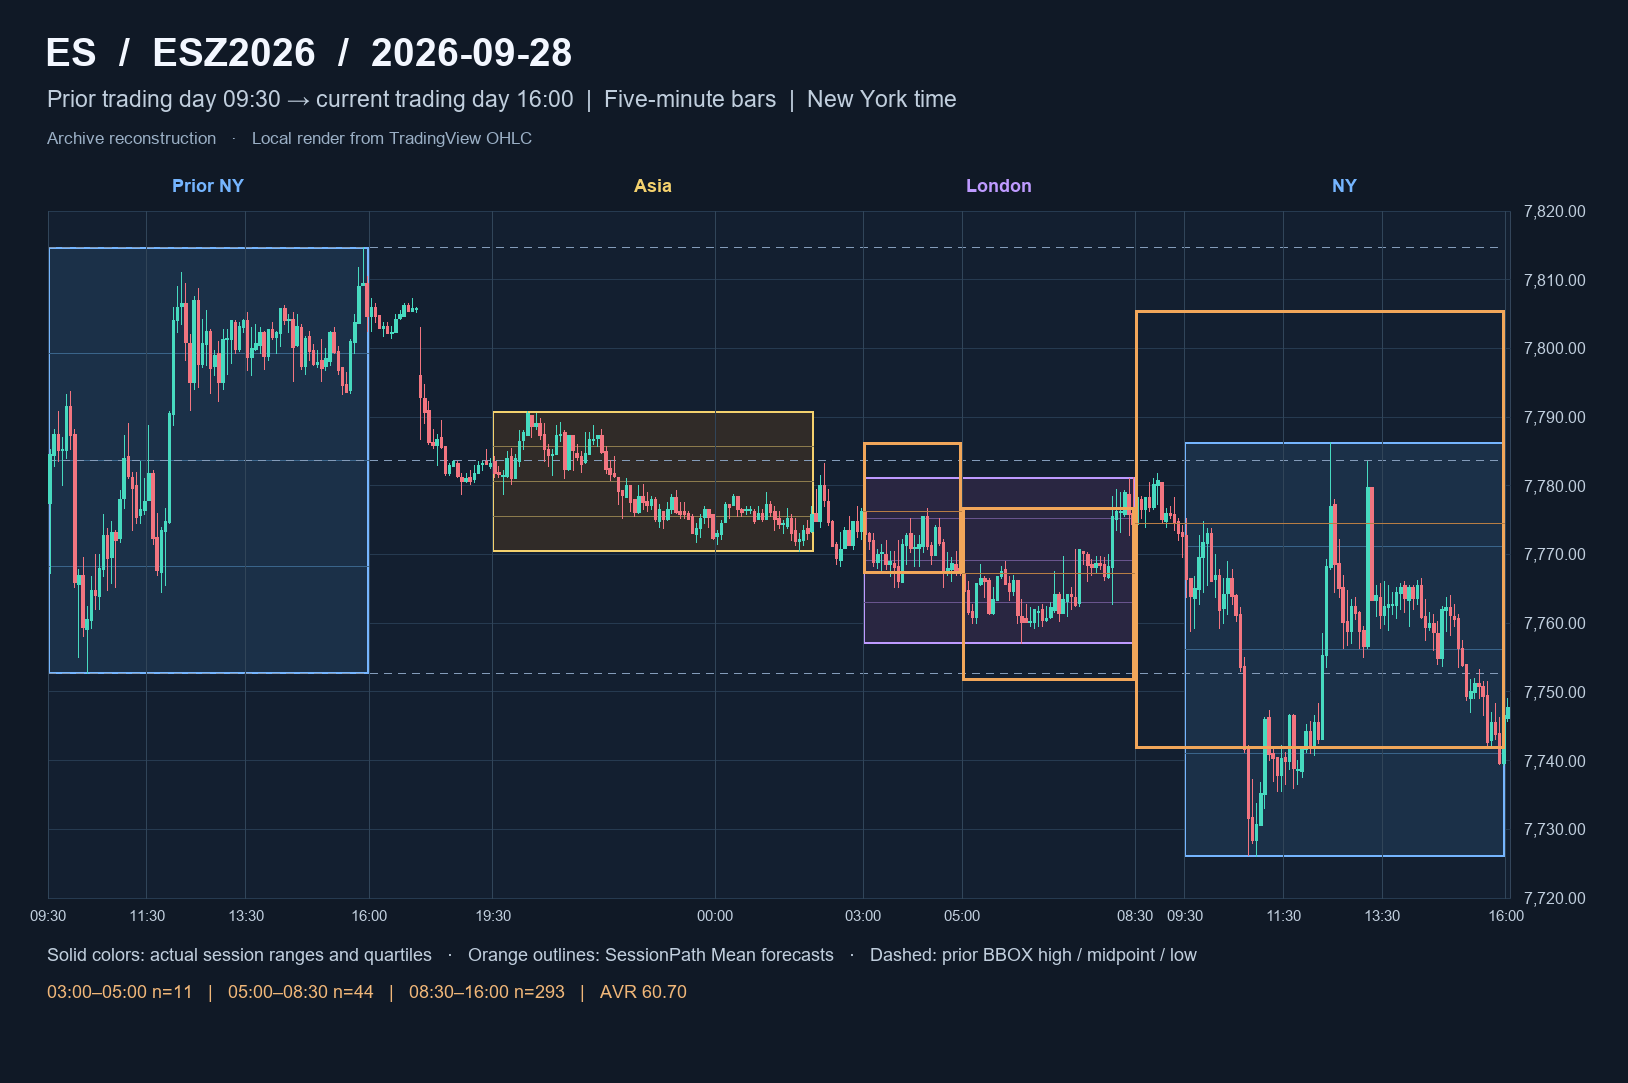 ES / ESZ2026 / 2026-09-28
Prior trading day 09:30 → current trading day 16:00 | Five-minute bars | New York time
Archive reconstruction · Local render from TradingView OHLC
Prior NY Asia London NY
7,820.00
7,810.00
7,800.00
7,790.00
7,780.00
7,770.00
7,760.00
7,750.00
7,740.00
7,730.00
7,720.00
09:30 11:30 13:30 16:00 19:30 00:00 03:00 05:00 08:30 09:30 11:30 13:30 16:00
Solid colors: actual session ranges and quartiles · Orange outlines: SessionPath Mean forecasts · Dashed: prior BBOX high / midpoint / low
03:00–05:00 n=11 | 05:00–08:30 n=44 | 08:30–16:00 n=293 | AVR 60.70